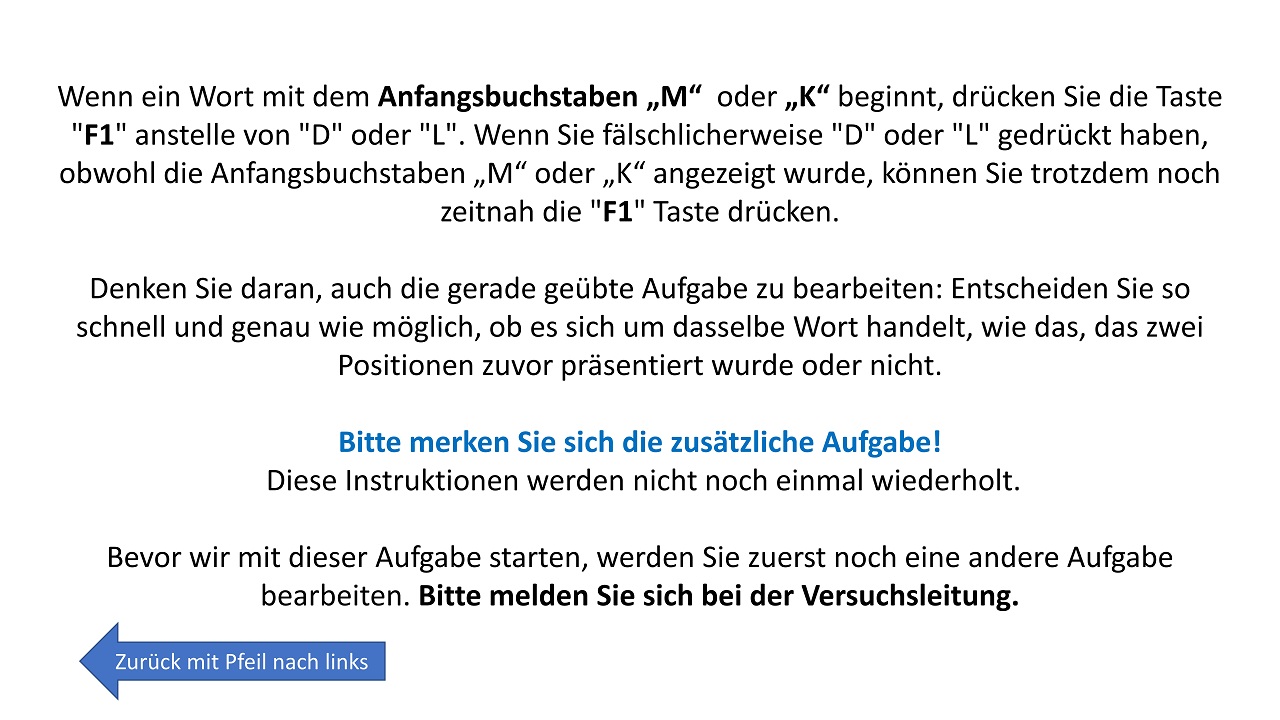 Wenn ein Wort mit dem Anfangsbuchstaben „M“  oder „K“ beginnt, drücken Sie die Taste
"F1" anstelle von "D" oder "L". Wenn Sie fälschlicherweise "D" oder "L" gedrückt haben,
obwohl die Anfangsbuchstaben „M“ oder „K“ angezeigt wurde, können Sie trotzdem noch
zeitnah die "F1" Taste drücken.
Denken Sie daran, auch die gerade geübte Aufgabe zu bearbeiten: Entscheiden Sie so
schnell und genau wie möglich, ob es sich um dasselbe Wort handelt, wie das, das zwei
Positionen zuvor präsentiert wurde oder nicht.
Bitte merken Sie sich die zusätzliche Aufgabe!
Diese Instruktionen werden nicht noch einmal wiederholt.
Bevor wir mit dieser Aufgabe starten, werden Sie zuerst noch eine andere Aufgabe
bearbeiten. Bitte melden Sie sich bei der Versuchsleitung.
Zurück mit Pfeil nach links